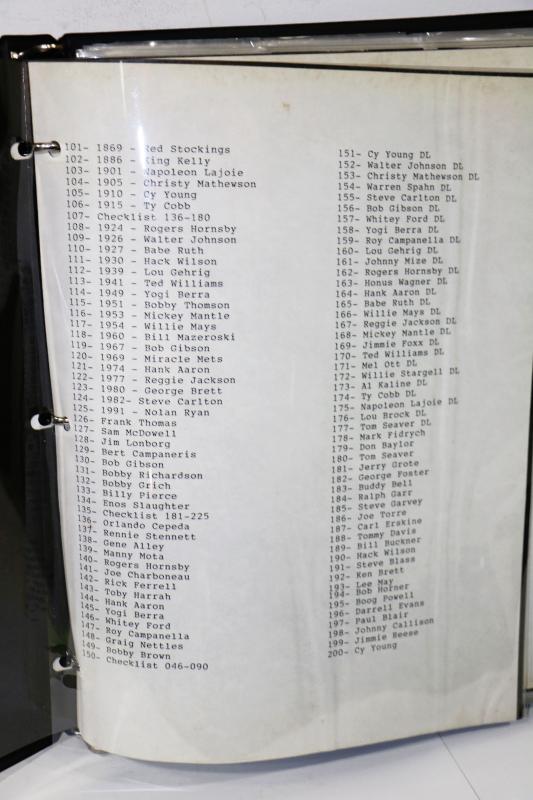 101- 1869 - Red Stockings
102- 1886 - King Kelly
103- 1901 - Napoleon Lajoie
104- 1905 - Christy Mathewson
105- 1910 - Cy Young
106- 1915 - Ty Cobb
107- Checklist 136-180
108- 1924 - Rogers Hornsby
109- 1926 - Walter Johnson
110- 1927 - Babe Ruth
111- 1930 - Hack Wilson
112- 1939 - Lou Gehrig
113- 1941 - Ted Williams
114- 1949 - Yogi Berra
115- 1951 - Bobby Thomson
116- 1953 - Mickey Mantle
117- 1954 - Willie Mays
118- 1960 - Bill Mazeroski
119- 1967 - Bob Gibson
120- 1969 - Miracle Mets
121- 1974 - Hank Aaron
122- 1977 - Reggie Jackson
123- 1980 - George Brett
124- 1982- Steve Carlton
125- 1991 - Nolan Ryan
126- Frank Thomas
127- Sam McDowell
128- Jim Lonborg
129- Bert Campaneris
130- Bob Gibson
131- Bobby Richardson
132- Bobby Grich
133- Billy Pierce
134- Enos Slaughter
135- Checklist 181-225
136- Orlando Cepeda
137- Rennie Stennett
138- Gene Alley
139- Manny Mota
140- Rogers Hornsby
141- Joe Charboneau
142- Rick Ferrell
143- Toby Harrah
144- Hank Aaron
145- Yogi Berra
146- Whitey Ford
147- Roy Campanella
148- Graig Nettles
149- Bobby Brown
150- Checklist 046-090
151- Cy Young DL
152- Walter Johnson DL
153- Christy Mathewson DL
154- Warren Spahn DL
155- Steve Carlton DL
156- Bob Gibson DL
157- Whitey Ford DL
158- Yogi Berra DL
159- Roy Campanella DL
160- Lou Gehrig DL
161- Johnny Mize DL
162- Rogers Hornsby DL
163- Honus Wagner DL
164- Hank Aaron DL
165- Babe Ruth DL
166- Willie Mays DL
167- Reggie Jackson DL
168- Mickey Mantle DL
169- Jimmie Foxx DL
170- Ted Williams DL
171- Mel Ott DL
172- Willie Stargell DL
173- Al Kaline DL
174- Ty Cobb DL
175- Napoleon Lajoie DL
176- Lou Brock DL
177- Tom Seaver DL
178- Mark Fidrych
179- Don Baylor
180- Tom Seaver
181- Jerry Grote
182- George Foster
183- Buddy Bell
184- Ralph Garr
185- Steve Garvey
186- Joe Torre
187- Carl Erskine
188- Tommy Davis
189- Bill Buckner
190- Hack Wilson
191- Steve Blass
192- Ken Brett
193- Lee May
194- Bob Horner
195- Boog Powell
196- Darrell Evans
197- Paul Blair
198- Johnny Callison
199- Jimmie Reese
200- Cy Young